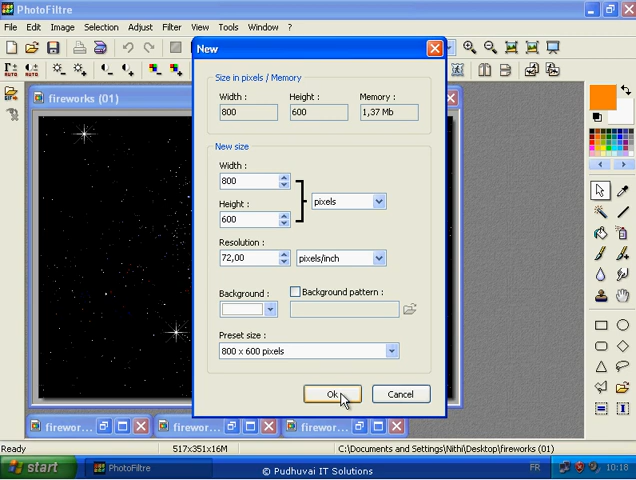 PhotoFiltre
File Edit Image Selection Adjust Filter View Tools Window ?
New
fireworks (01)
Size in pixels / Memory
Width : Height : Memory :
800 600 1,37 Mb
New size
Width :
800
pixels
Height :
600
Resolution :
72,00 pixels/inch
Background : Background pattern :
Preset size :
800 x 600 pixels
Ok Cancel
firewor... firewor... firewor...
Ready 517x351x16M C:\Documents and Settings\Nithi\Desktop\fireworks (01)
start PhotoFiltre FR 10:18
© Pudhuvai IT Solutions